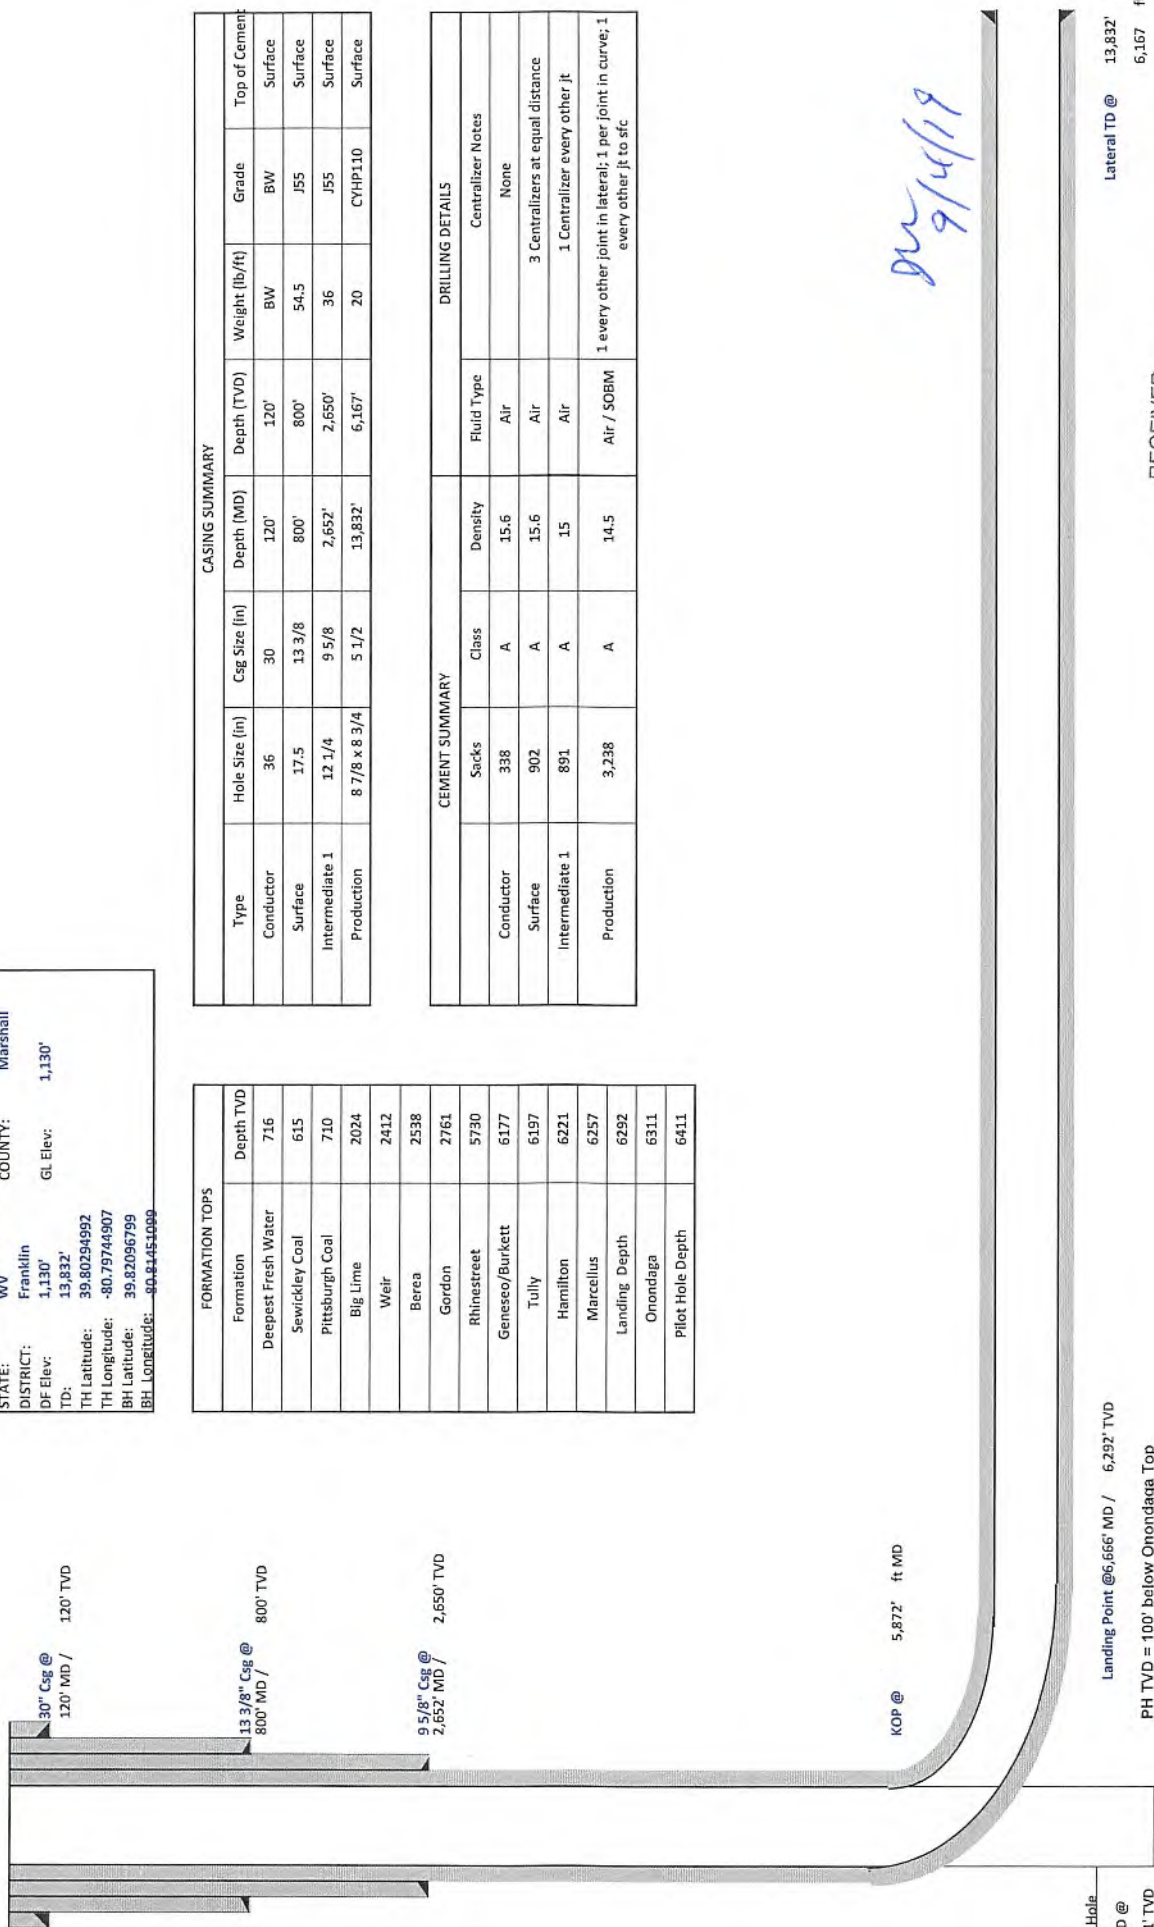 STATE: WV COUNTY: Marshall
DISTRICT: Franklin
DF Elev: 1,130' GL Elev: 1,130'
TD: 13,832'
TH Latitude: 39.80294992
TH Longitude: -80.79744907
BH Latitude: 39.82096799
BH Longitude: -80.81451099
FORMATION TOPS
Formation Depth TVD
Deepest Fresh Water 716
Sewickley Coal 615
Pittsburgh Coal 710
Big Lime 2024
Weir 2412
Berea 2538
Gordon 2761
Rhinestreet 5730
Geneseo/Burkett 6177
Tully 6197
Hamilton 6221
Marcellus 6257
Landing Depth 6292
Onondaga 6311
Pilot Hole Depth 6411
CASING SUMMARY
Type Hole Size (in) Csg Size (in) Depth (MD) Depth (TVD) Weight (lb/ft) Grade Top of Cement
Conductor 36 30 120' 120' BW BW Surface
Surface 17.5 13 3/8 800' 800' 54.5 J55 Surface
Intermediate 1 12 1/4 9 5/8 2,652' 2,650' 36 J55 Surface
Production 8 7/8 x 8 3/4 5 1/2 13,832' 6,167' 20 CYHP110 Surface
CEMENT SUMMARY DRILLING DETAILS
Sacks Class Density Fluid Type Centralizer Notes
Conductor 338 A 15.6 Air None
Surface 902 A 15.6 Air 3 Centralizers at equal distance
Intermediate 1 891 A 15 Air 1 Centralizer every other jt
Production 3,238 A 14.5 Air / SOBM 1 every other joint in lateral; 1 per joint in curve; 1
every other jt to sfc
30" Csg @
120' MD / 120' TVD
13 3/8" Csg @
800' MD / 800' TVD
9 5/8" Csg @
2,652' MD / 2,650' TVD
KOP @ 5,872' ft MD
Landing Point @6,666' MD / 6,292' TVD
PH TVD = 100' below Onondaga Top
Lateral TD @ 13,832'
6,167 f
Hole
D @
1' TVD